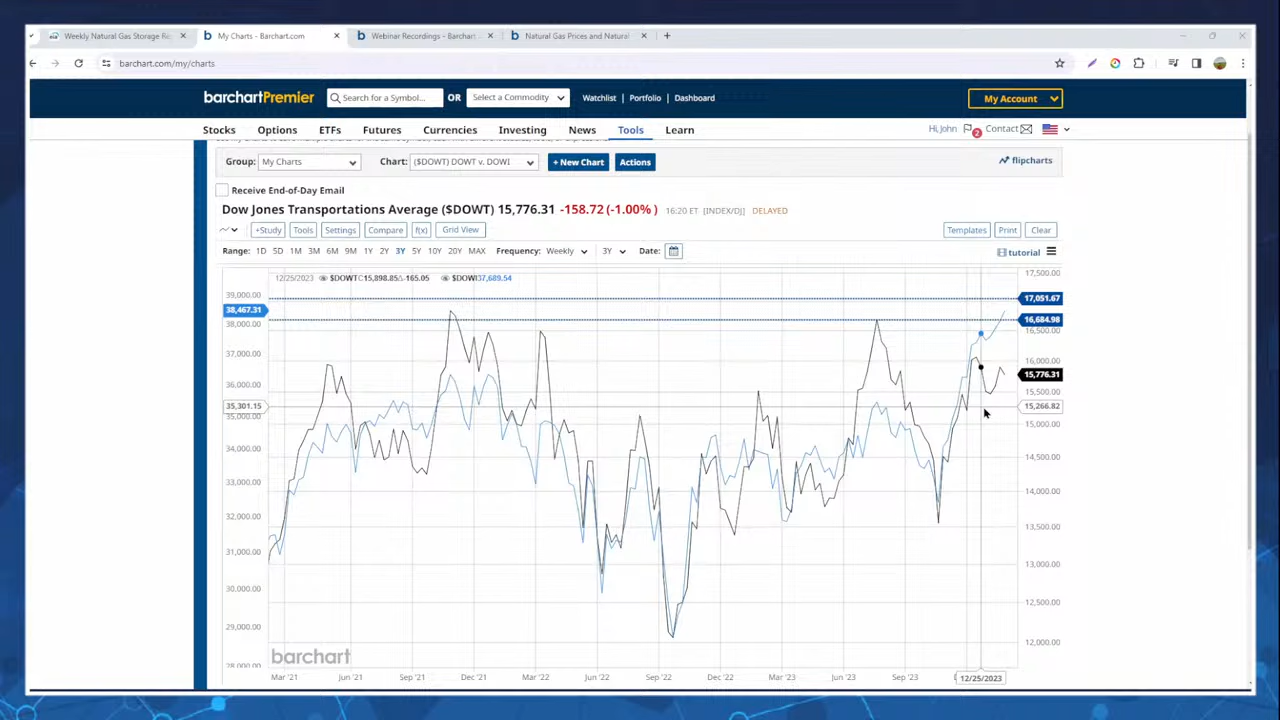 Weekly Natural Gas Storage Re
My Charts - Barchart.com
Webinar Recordings - Barchart
Natural Gas Prices and Natural
barchart.com/my/charts
barchartPremier
Search for a Symbol...
OR
Select a Commodity
Watchlist
Portfolio
Dashboard
My Account
Stocks
Options
ETFs
Futures
Currencies
Investing
News
Tools
Learn
Hi, John
2
Contact
Group:
My Charts
Chart:
($DOWT) DOWT v. DOWI
+ New Chart
Actions
flipcharts
Receive End-of-Day Email
Dow Jones Transportations Average ($DOWT) 15,776.31 -158.72 (-1.00%) 16:20 ET [INDEX/DJ] DELAYED
+Study
Tools
Settings
Compare
f(x)
Grid View
Templates
Print
Clear
Range: 1D 5D 1M 3M 6M 9M 1Y 2Y 3Y 5Y 10Y 20Y MAX
Frequency: Weekly
3Y
Date:
tutorial
12/25/2023 $DOWT C15,898.85 Δ-165.05 $DOWI 37,689.54
39,000.00
38,467.31
38,000.00
37,000.00
36,000.00
35,301.15
35,000.00
34,000.00
33,000.00
32,000.00
31,000.00
30,000.00
29,000.00
28,000.00
17,500.00
17,051.67
16,684.98
16,500.00
16,000.00
15,776.31
15,500.00
15,266.82
15,000.00
14,500.00
14,000.00
13,500.00
13,000.00
12,500.00
12,000.00
barchart
Mar '21
Jun '21
Sep '21
Dec '21
Mar '22
Jun '22
Sep '22
Dec '22
Mar '23
Jun '23
Sep '23
12/25/2023